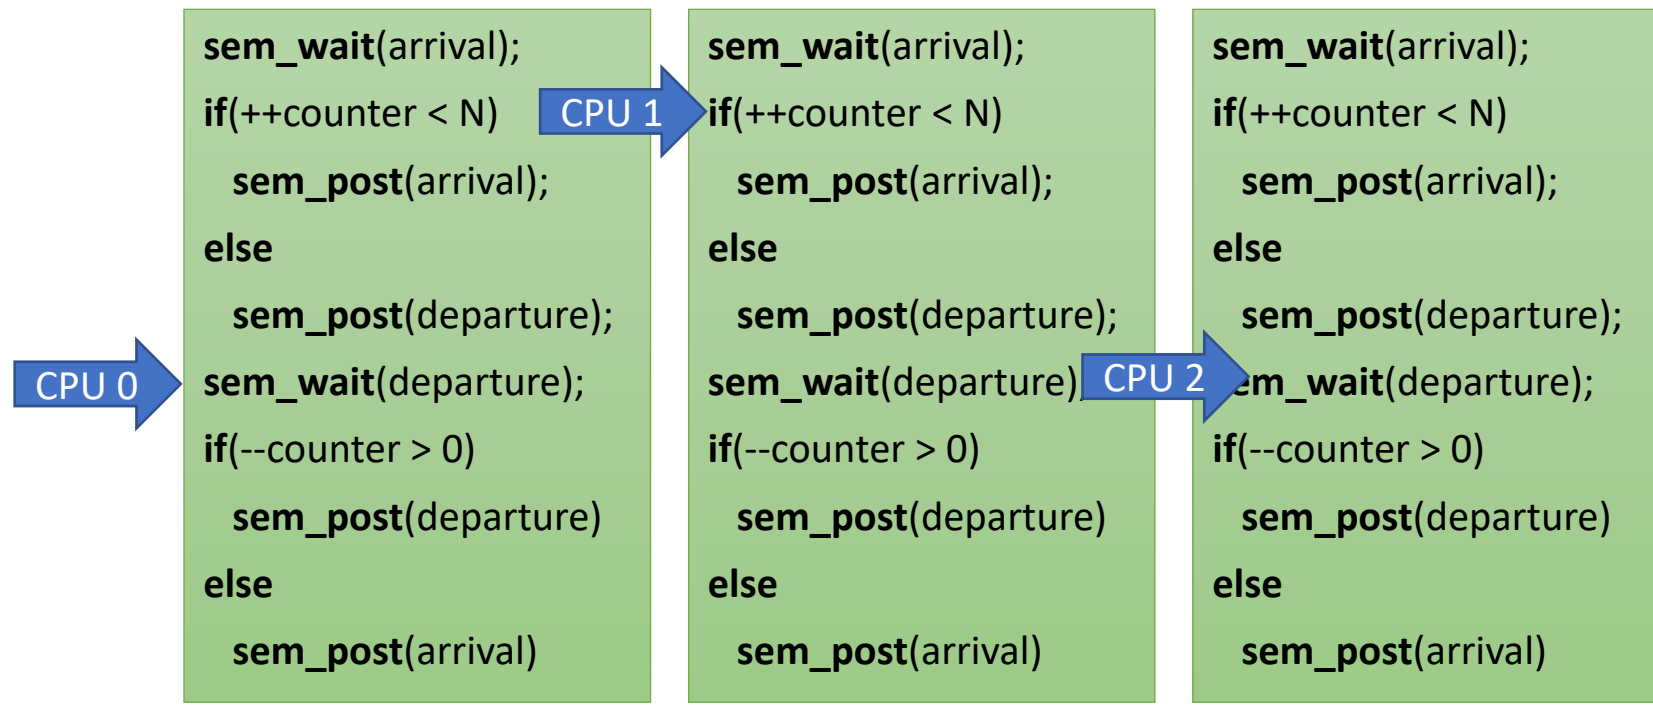 sem_wait(arrival);
if(++counter < N)
sem_post(arrival);
else
sem_post(departure);
CPU 0
sem_wait(departure);
if(--counter > 0)
sem_post(departure)
else
sem_post(arrival)
sem_wait(arrival);
CPU 1
if(++counter < N)
sem_post(arrival);
else
sem_post(departure);
sem_wait(departure)
if(--counter > 0)
sem_post(departure)
else
sem_post(arrival)
sem_wait(arrival);
if(++counter < N)
sem_post(arrival);
else
sem_post(departure);
CPU 2
em_wait(departure);
if(--counter > 0)
sem_post(departure)
else
sem_post(arrival)